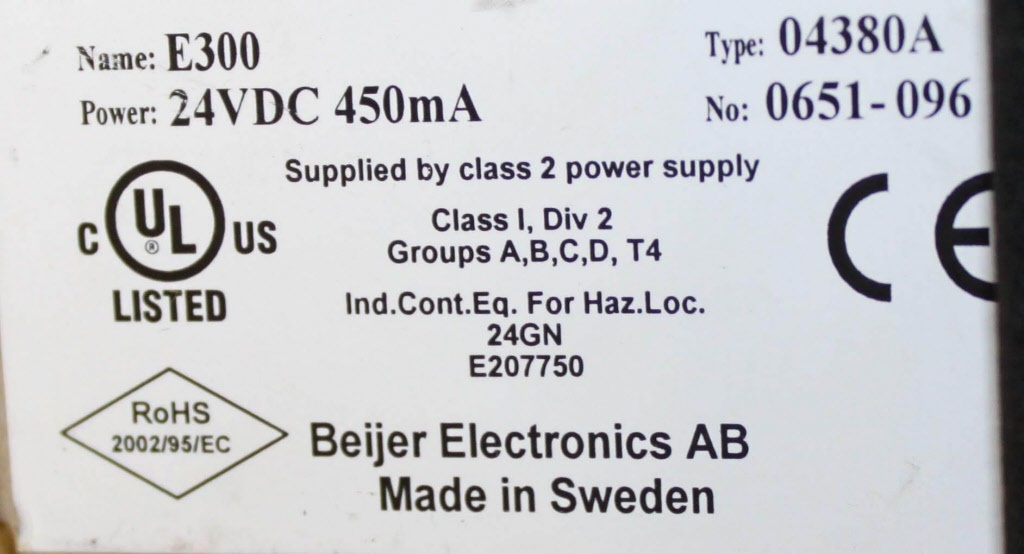 Name: E300
Type: 04380A
Power: 24VDC 450mA
No: 0651-096
Supplied by class 2 power supply
Class I, Div 2
Groups A,B,C,D, T4
C UL ® US
LISTED
CE
Ind.Cont.Eq. For Haz.Loc.
24GN
E207750
RoHS
2002/95/EC
Beijer Electronics AB
Made in Sweden